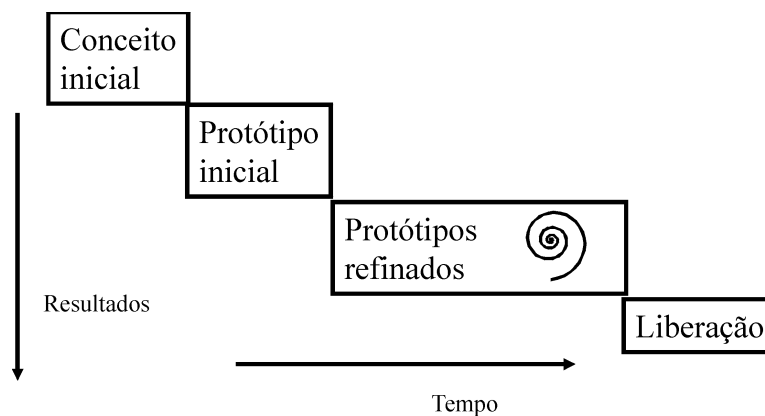 Conceito
inicial
Protótipo
inicial
Protótipos
refinados
Liberação
Resultados
Tempo